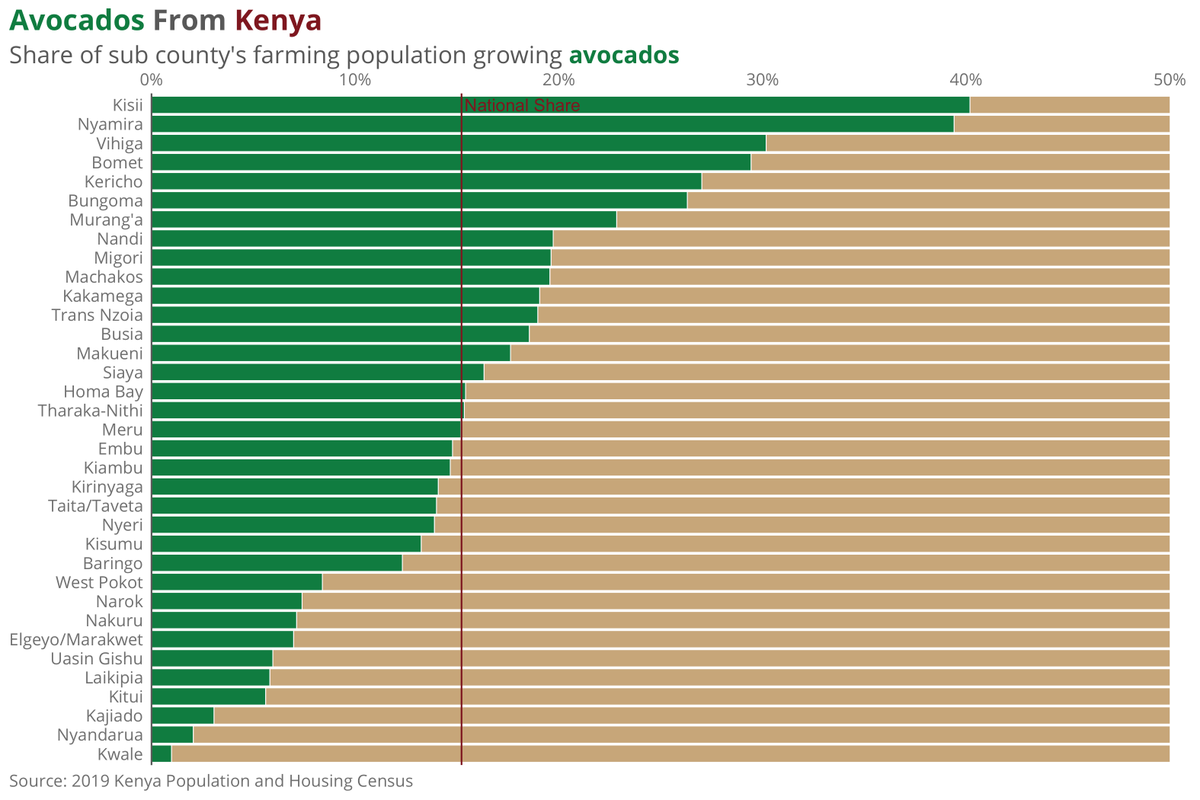 Avocados From Kenya
Share of sub county's farming population growing avocados
0% 10% 20% 30% 40% 50%
Kisii
National Share
Nyamira
Vihiga
Bomet
Kericho
Bungoma
Murang'a
Nandi
Migori
Machakos
Kakamega
Trans Nzoia
Busia
Makueni
Siaya
Homa Bay
Tharaka-Nithi
Meru
Embu
Kiambu
Kirinyaga
Taita/Taveta
Nyeri
Kisumu
Baringo
West Pokot
Narok
Nakuru
Elgeyo/Marakwet
Uasin Gishu
Laikipia
Kitui
Kajiado
Nyandarua
Kwale
Source: 2019 Kenya Population and Housing Census